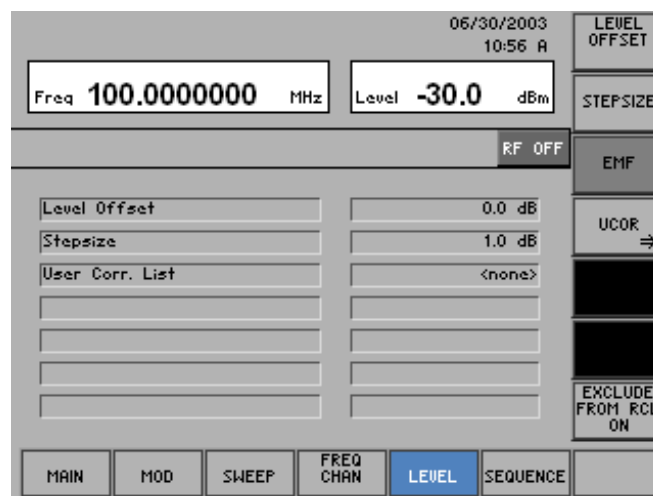 06/30/2003
10:56 A
Freq 100.0000000 MHz
Level -30.0 dBm
RF OFF
Level Offset 0.0 dB
Stepsize 1.0 dB
User Corr. List <none>
LEVEL
OFFSET
STEPSIZE
EMF
UCOR
⇒
EXCLUDE
FROM RCL
ON
MAIN
MOD
SWEEP
FREQ
CHAN
LEVEL
SEQUENCE